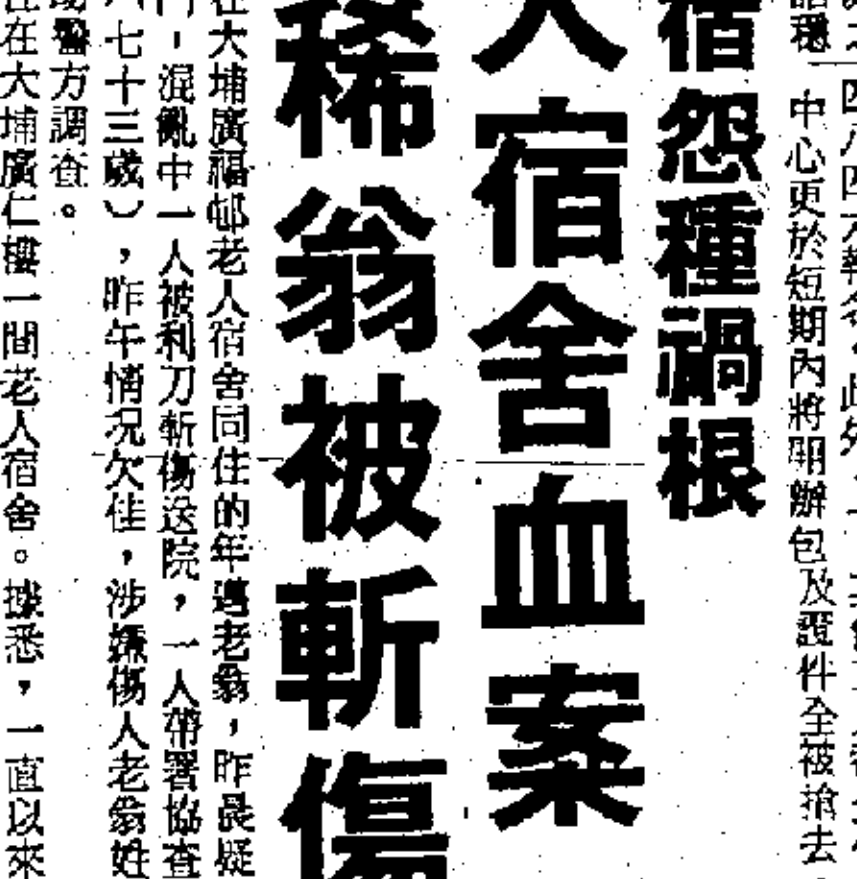 中心更於短期內將開辦包及證件全被搶去
宿怨種禍根
人宿舍血案
稀翁被斬傷
在大埔廣福邨老人宿舍同住的年邁老翁，昨晨疑
，混亂中一人被利刀斬傷送院，一人帶署協查
七十三歲），昨午情況欠佳，涉嫌傷人老翁姓
警方調查。
在大埔廣仁樓一間老人宿舍。據悉，一直以來